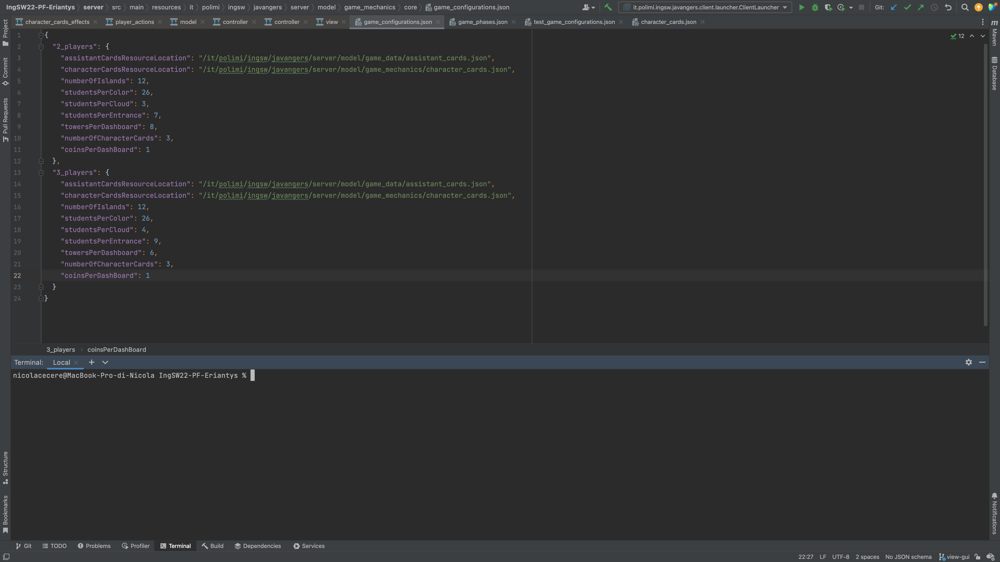 IngSW22-PF-Eriantys server src main resources it polimi ingsw javangers server model game_mechanics core game_configurations.json it.polimi.ingsw.javangers.client.launcher.ClientLauncher Git:
character_cards_effects player_actions model controller controller view game_configurations.json game_phases.json test_game_configurations.json character_cards.json
Project
Commit
Pull Requests
Structure
Bookmarks
1 {
2 "2_players": {
3 "assistantCardsResourceLocation": "/it/polimi/ingsw/javangers/server/model/game_data/assistant_cards.json",
4 "characterCardsResourceLocation": "/it/polimi/ingsw/javangers/server/model/game_mechanics/character_cards.json",
5 "numberOfIslands": 12,
6 "studentsPerColor": 26,
7 "studentsPerCloud": 3,
8 "studentsPerEntrance": 7,
9 "towersPerDashboard": 8,
10 "numberOfCharacterCards": 3,
11 "coinsPerDashBoard": 1
12 },
13 "3_players": {
14 "assistantCardsResourceLocation": "/it/polimi/ingsw/javangers/server/model/game_data/assistant_cards.json",
15 "characterCardsResourceLocation": "/it/polimi/ingsw/javangers/server/model/game_mechanics/character_cards.json",
16 "numberOfIslands": 12,
17 "studentsPerColor": 26,
18 "studentsPerCloud": 4,
19 "studentsPerEntrance": 9,
20 "towersPerDashboard": 6,
21 "numberOfCharacterCards": 3,
22 "coinsPerDashBoard": 1
23 }
24 }
12
m Maven
Database
Notifications
3_players › coinsPerDashBoard
Terminal: Local
nicolacecere@MacBook-Pro-di-Nicola IngSW22-PF-Eriantys %
Git TODO Problems Profiler Terminal Build Dependencies Services
22:27 LF UTF-8 2 spaces No JSON schema view-gui